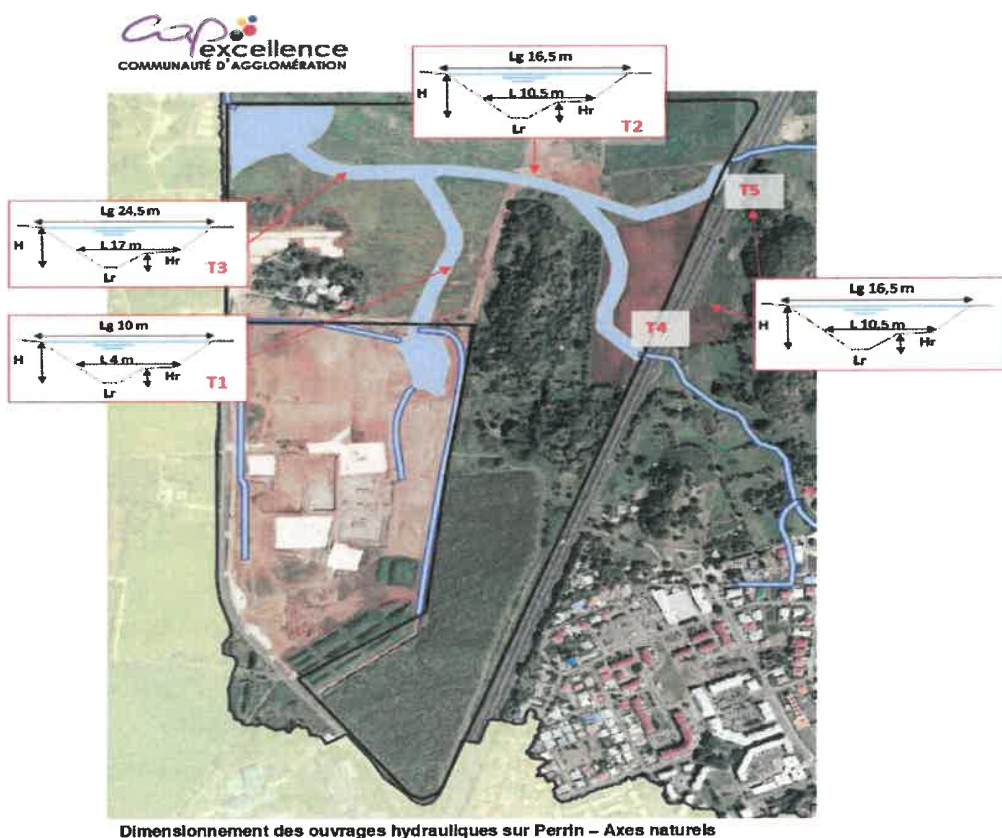 cap
excellence
COMMUNAUTÉ D'AGGLOMÉRATION
Lg 16,5 m
H
L 10,5 m
Hr
Lr
T2
T5
Lg 24,5 m
H
L 17 m
Hr
Lr
T3
Lg 16,5 m
H
L 10,5 m
Hr
Lr
T4
Lg 10 m
H
L 4 m
Hr
Lr
T1
Dimensionnement des ouvrages hydrauliques sur Perrin – Axes naturels